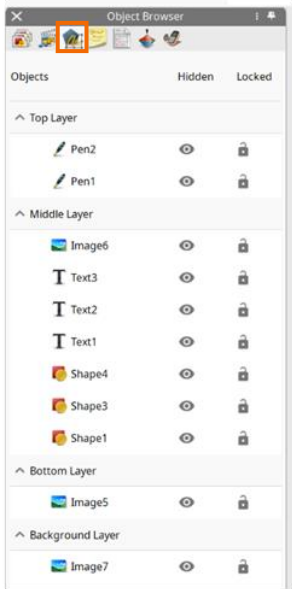 Object Browser
Objects Hidden Locked
Top Layer
Pen2
Pen1
Middle Layer
Image6
Text3
Text2
Text1
Shape4
Shape3
Shape1
Bottom Layer
Image5
Background Layer
Image7